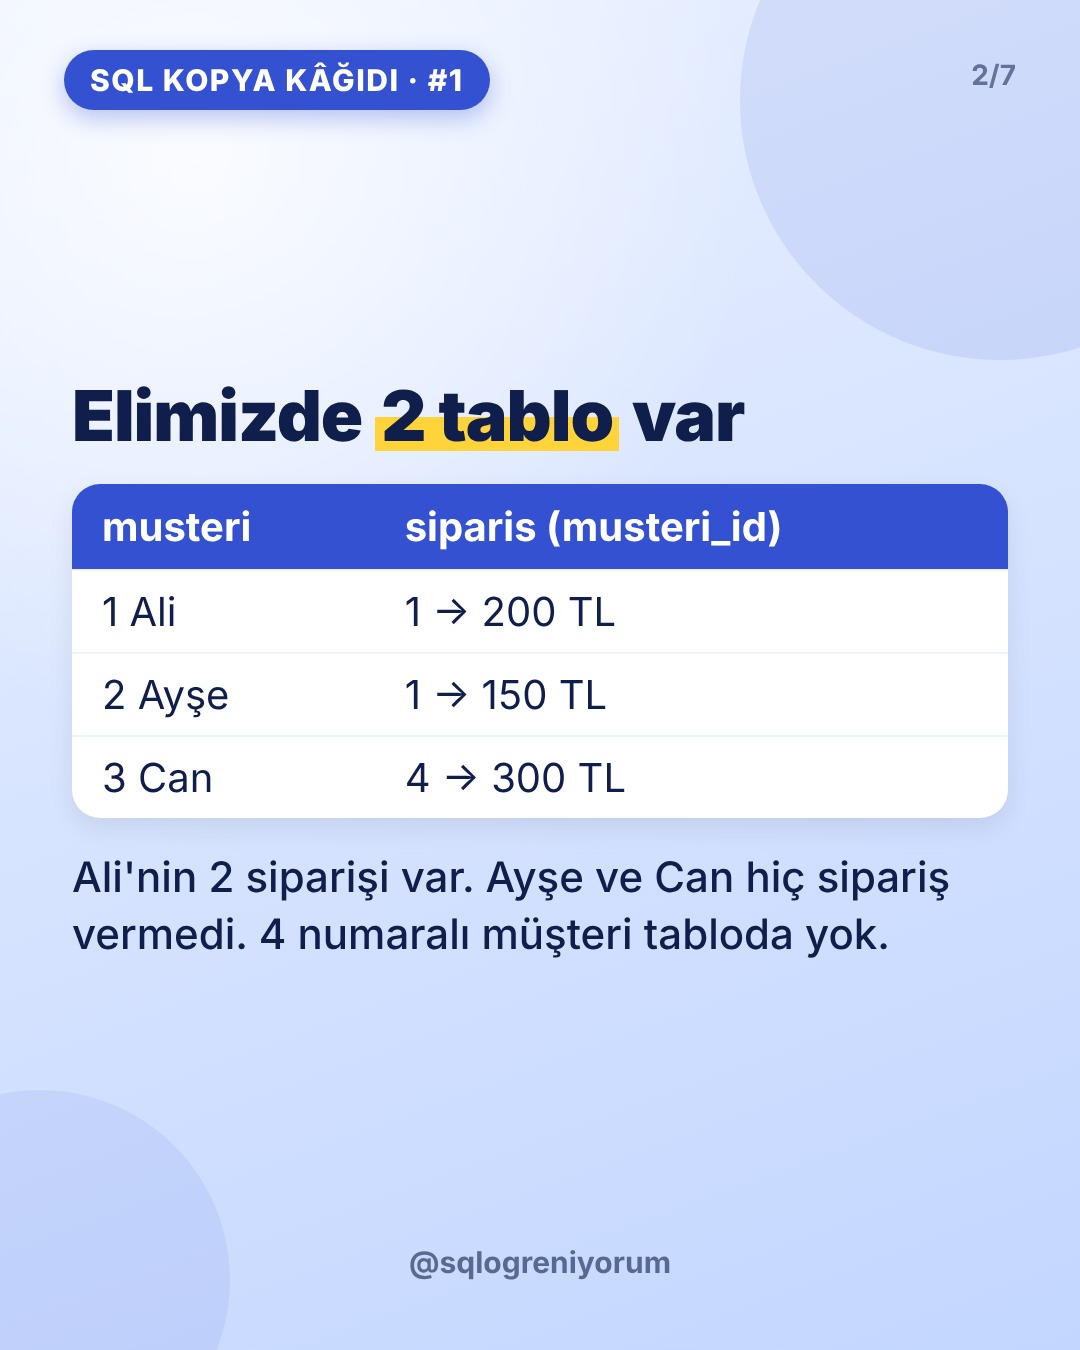 SQL KOPYA KÂĞIDI · #1
2/7
Elimizde 2 tablo var
musteri siparis (musteri_id)
1 Ali 1 → 200 TL
2 Ayşe 1 → 150 TL
3 Can 4 → 300 TL
Ali'nin 2 siparişi var. Ayşe ve Can hiç sipariş
vermedi. 4 numaralı müşteri tabloda yok.
@sqlogreniyorum